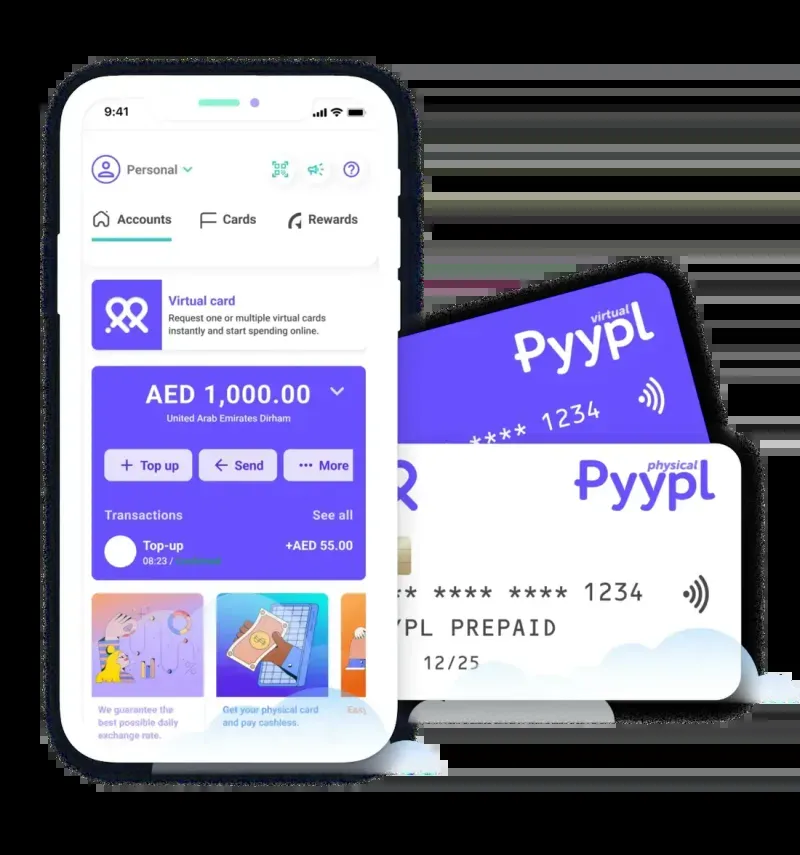 9:41
Personal
Accounts
Cards
Rewards
Virtual card
Request one or multiple virtual cards
instantly and start spending online.
AED 1,000.00
United Arab Emirates Dirham
+ Top up
← Send
••• More
Transactions
See all
Top-up
+AED 55.00
08:23 /
We guarantee the
best possible daily
exchange rate.
Get your physical card
and pay cashless.
virtual
Pyypl
**** 1234
physical
Pyypl
** **** **** 1234
YPL PREPAID
12/25